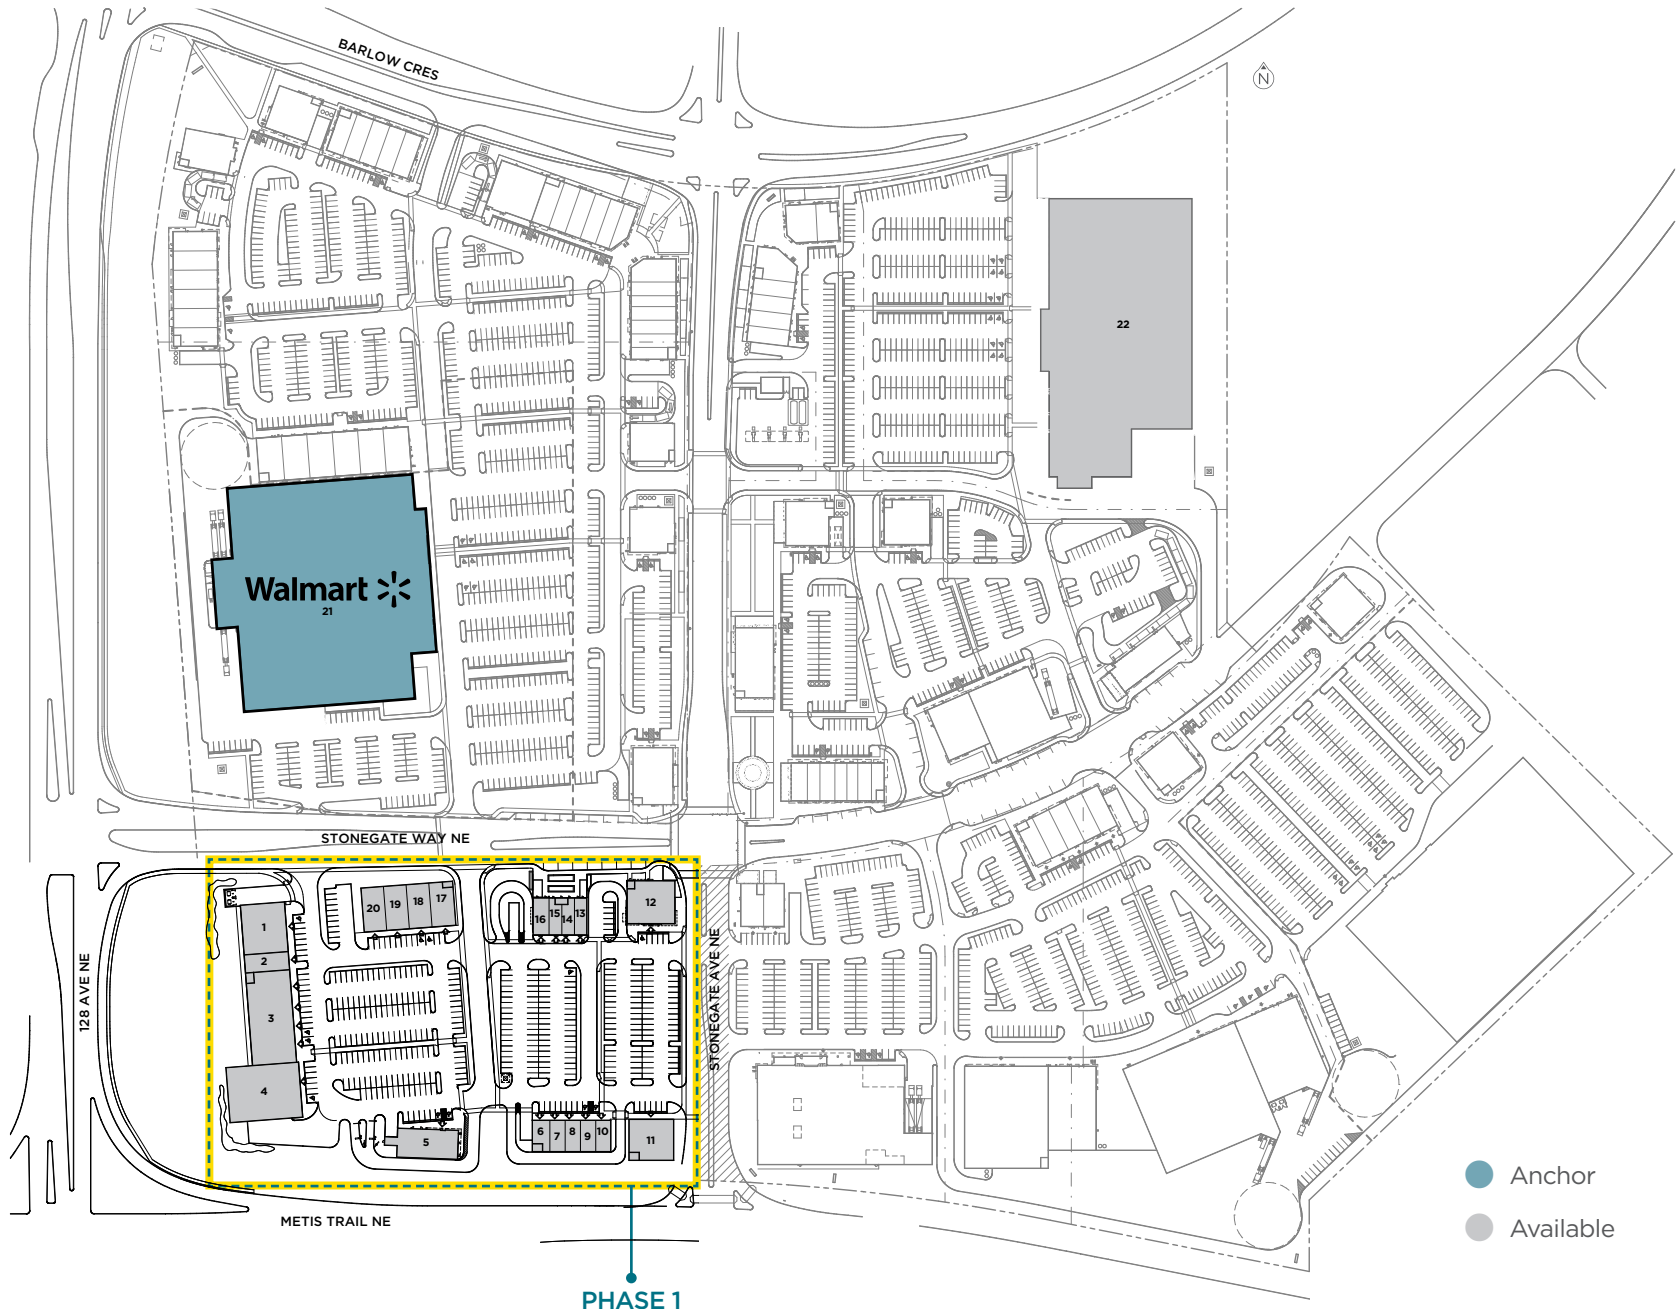 BARLOW CRES
N
22
Walmart
21
STONEGATE WAY NE
128 AVE NE
STONEGATE AVE NE
1
2
3
4
20 19 18 17
16 15 14 13
12
5
6 7 8 9 10
11
METIS TRAIL NE
PHASE 1
Anchor
Available